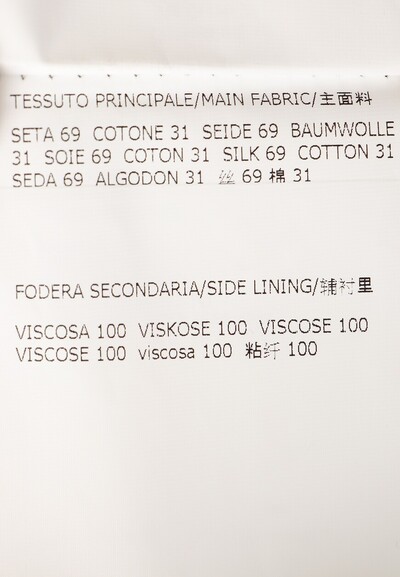 TESSUTO PRINCIPALE/MAIN FABRIC/主面料
SETA 69 COTONE 31 SEIDE 69 BAUMWOLLE
31 SOIE 69 COTON 31 SILK 69 COTTON 31
SEDA 69 ALGODON 31 丝 69 棉 31
FODERA SECONDARIA/SIDE LINING/辅衬里
VISCOSA 100 VISKOSE 100 VISCOSE 100
VISCOSE 100 viscosa 100 粘纤 100